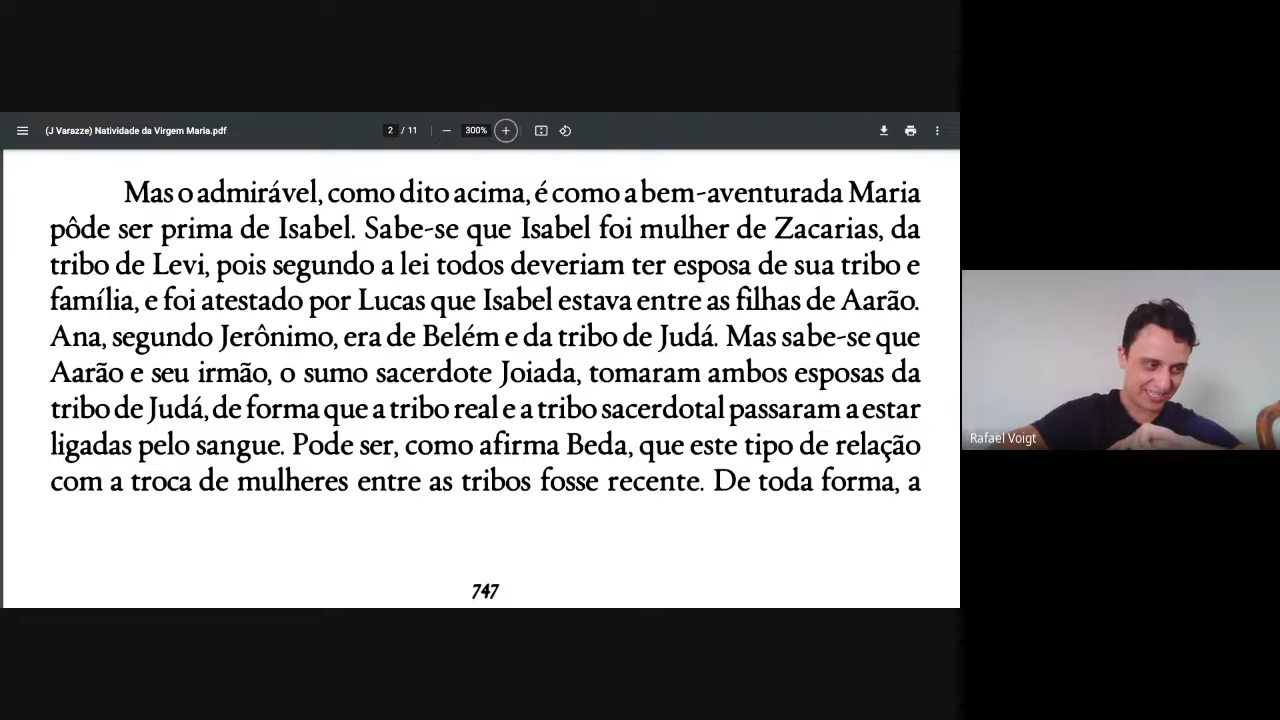 (J Varazze) Natividade da Virgem Maria.pdf
2 / 11
300%
Mas o admirável, como dito acima, é como a bem-aventurada Maria
pôde ser prima de Isabel. Sabe-se que Isabel foi mulher de Zacarias, da
tribo de Levi, pois segundo a lei todos deveriam ter esposa de sua tribo e
família, e foi atestado por Lucas que Isabel estava entre as filhas de Aarão.
Ana, segundo Jerônimo, era de Belém e da tribo de Judá. Mas sabe-se que
Aarão e seu irmão, o sumo sacerdote Joiada, tomaram ambos esposas da
tribo de Judá, de forma que a tribo real e a tribo sacerdotal passaram a estar
ligadas pelo sangue. Pode ser, como afirma Beda, que este tipo de relação
com a troca de mulheres entre as tribos fosse recente. De toda forma, a
747
Rafael Voigt